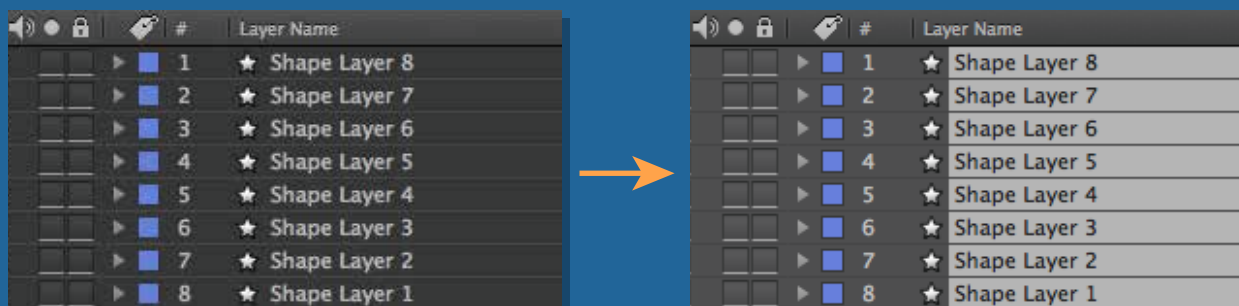 # Layer Name
1 Shape Layer 8
2 Shape Layer 7
3 Shape Layer 6
4 Shape Layer 5
5 Shape Layer 4
6 Shape Layer 3
7 Shape Layer 2
8 Shape Layer 1
# Layer Name
1 Shape Layer 8
2 Shape Layer 7
3 Shape Layer 6
4 Shape Layer 5
5 Shape Layer 4
6 Shape Layer 3
7 Shape Layer 2
8 Shape Layer 1